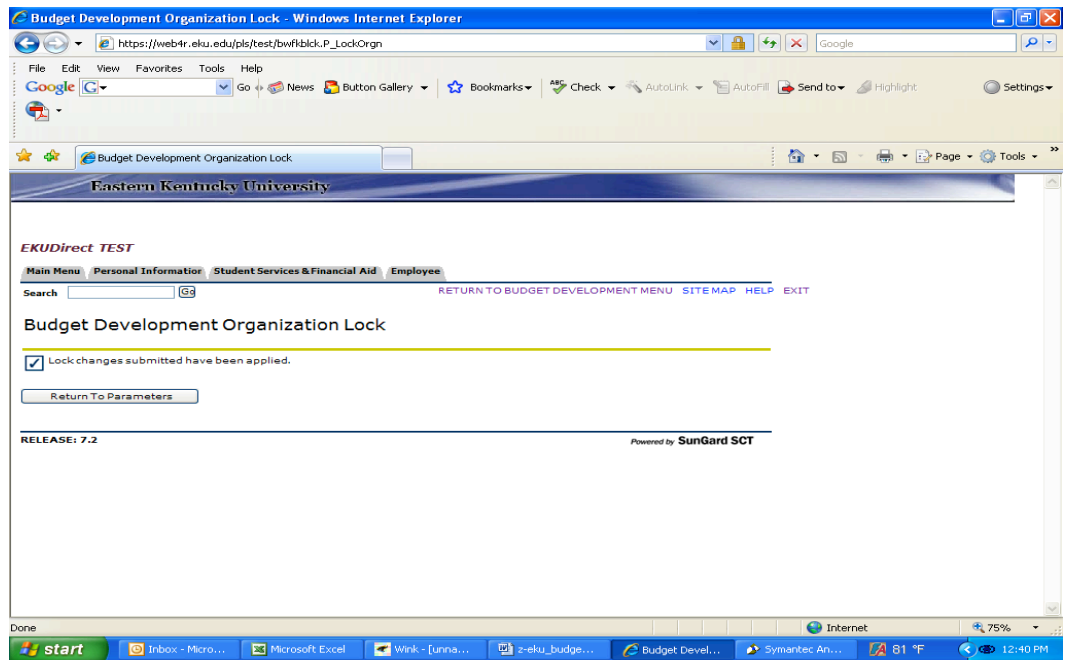 Budget Development Organization Lock - Windows Internet Explorer
https://web4r.eku.edu/pls/test/bwfkblck.P_LockOrgn Google
File Edit View Favorites Tools Help
Google G Go News Button Gallery Bookmarks ABC Check AutoLink AutoFill Send to Highlight Settings
Budget Development Organization Lock Page Tools
Eastern Kentucky University
EKUDirect TEST
Main Menu Personal Informatior Student Services & Financial Aid Employee
Search Go RETURN TO BUDGET DEVELOPMENT MENU SITE MAP HELP EXIT
Budget Development Organization Lock
Lock changes submitted have been applied.
Return To Parameters
RELEASE: 7.2 Powered by SunGard SCT
Done Internet 75%
start Inbox - Micro... Microsoft Excel Wink - [unna... z-eku_budge... Budget Devel... Symantec An... 81 °F 12:40 PM